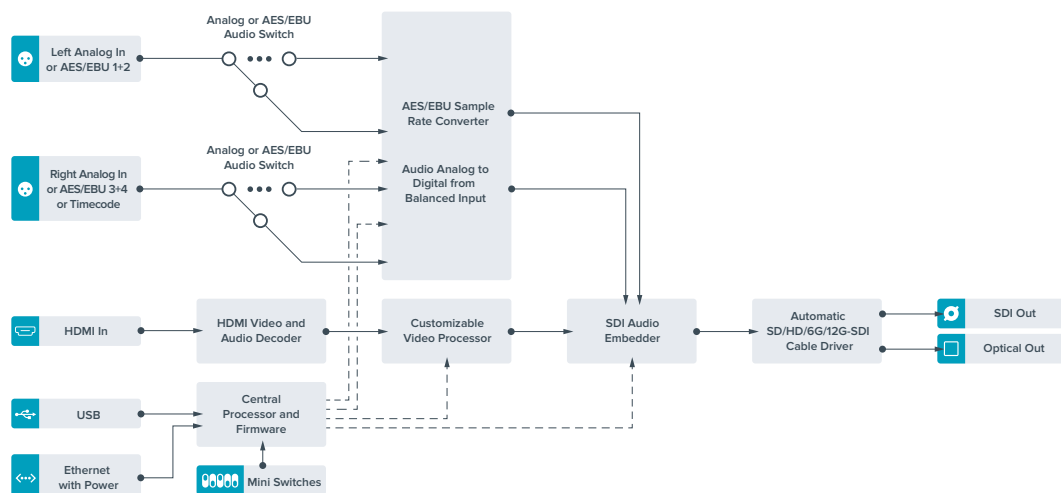 Analog or AES/EBU
Audio Switch
Left Analog In
or AES/EBU 1+2
AES/EBU Sample
Rate Converter
Analog or AES/EBU
Audio Switch
Right Analog In
or AES/EBU 3+4
or Timecode
Audio Analog to
Digital from
Balanced Input
HDMI In
HDMI Video and
Audio Decoder
Customizable
Video Processor
SDI Audio
Embedder
Automatic
SD/HD/6G/12G-SDI
Cable Driver
SDI Out
Optical Out
USB
Central
Processor and
Firmware
Ethernet
with Power
Mini Switches